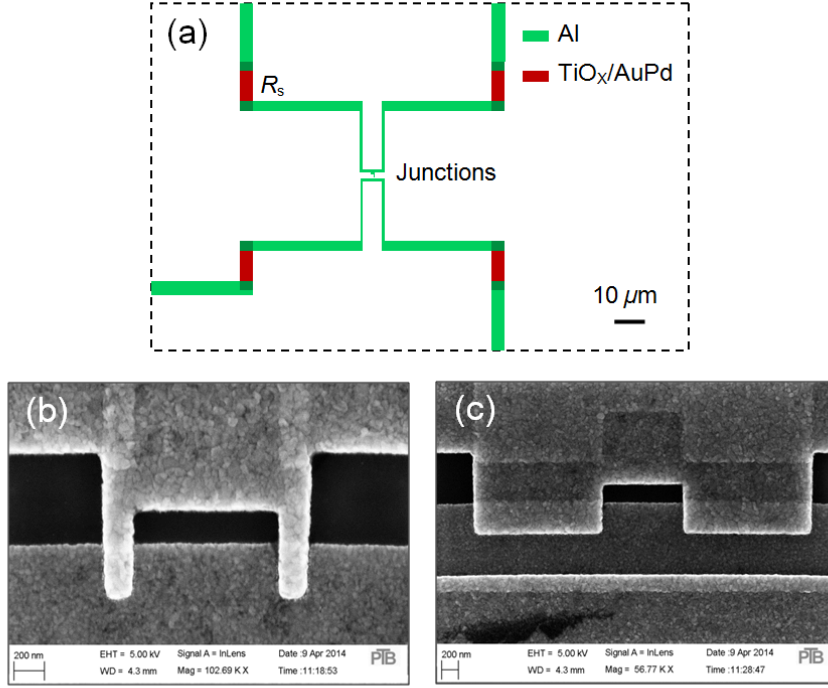 (a)
Al
TiOX/AuPd
Rs
Junctions
10 µm
(b)
200 nm
EHT = 5.00 kV
WD = 4.3 mm
Signal A = InLens
Mag = 102.69 K X
Date :9 Apr 2014
Time :11:18:53
PTB
(c)
200 nm
EHT = 5.00 kV
WD = 4.3 mm
Signal A = InLens
Mag = 56.77 K X
Date :9 Apr 2014
Time :11:28:47
PTB